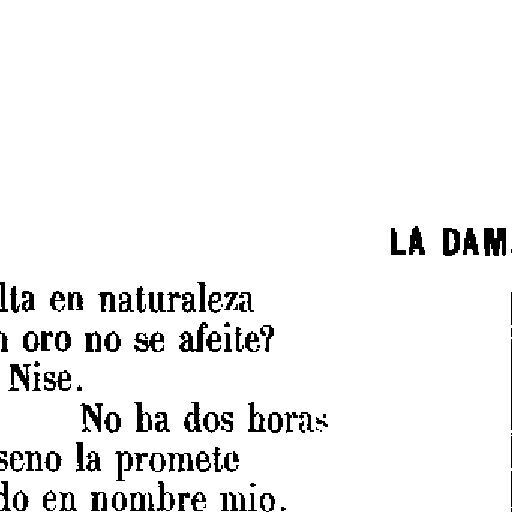 LA DAM
lta en naturaleza
oro no se afeite?
Nise.
No ha dos horas
seno la promete
do en nombre mio.